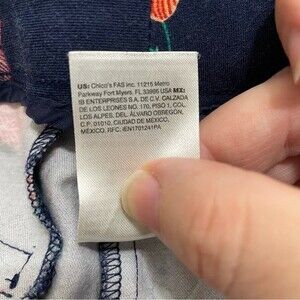 US: Chico's FAS Inc. 11215 Metro
Parkway Fort Myers, FL 33966 USA MX:
IB ENTERPRISES S.A. DE C.V. CALZADA
DE LOS LEONES NO. 170, PISO 1, COL.
LOS ALPES, DEL. ÁLVARO OBREGÓN,
C.P. 01010, CIUDAD DE MÉXICO,
MÉXICO. RFC. IEN1701241PA